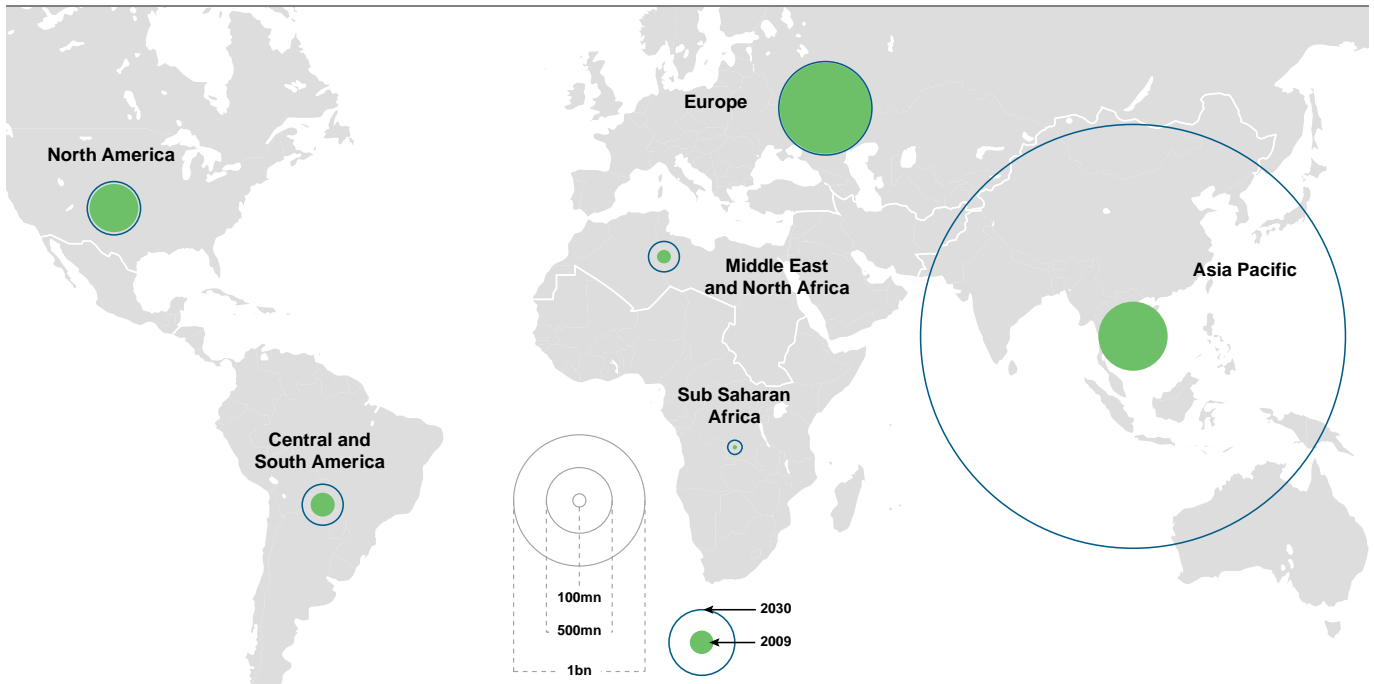 Europe
North America
Middle East
and North Africa
Asia Pacific
Sub Saharan
Africa
Central and
South America
100mn
500mn
1bn
2030
2009